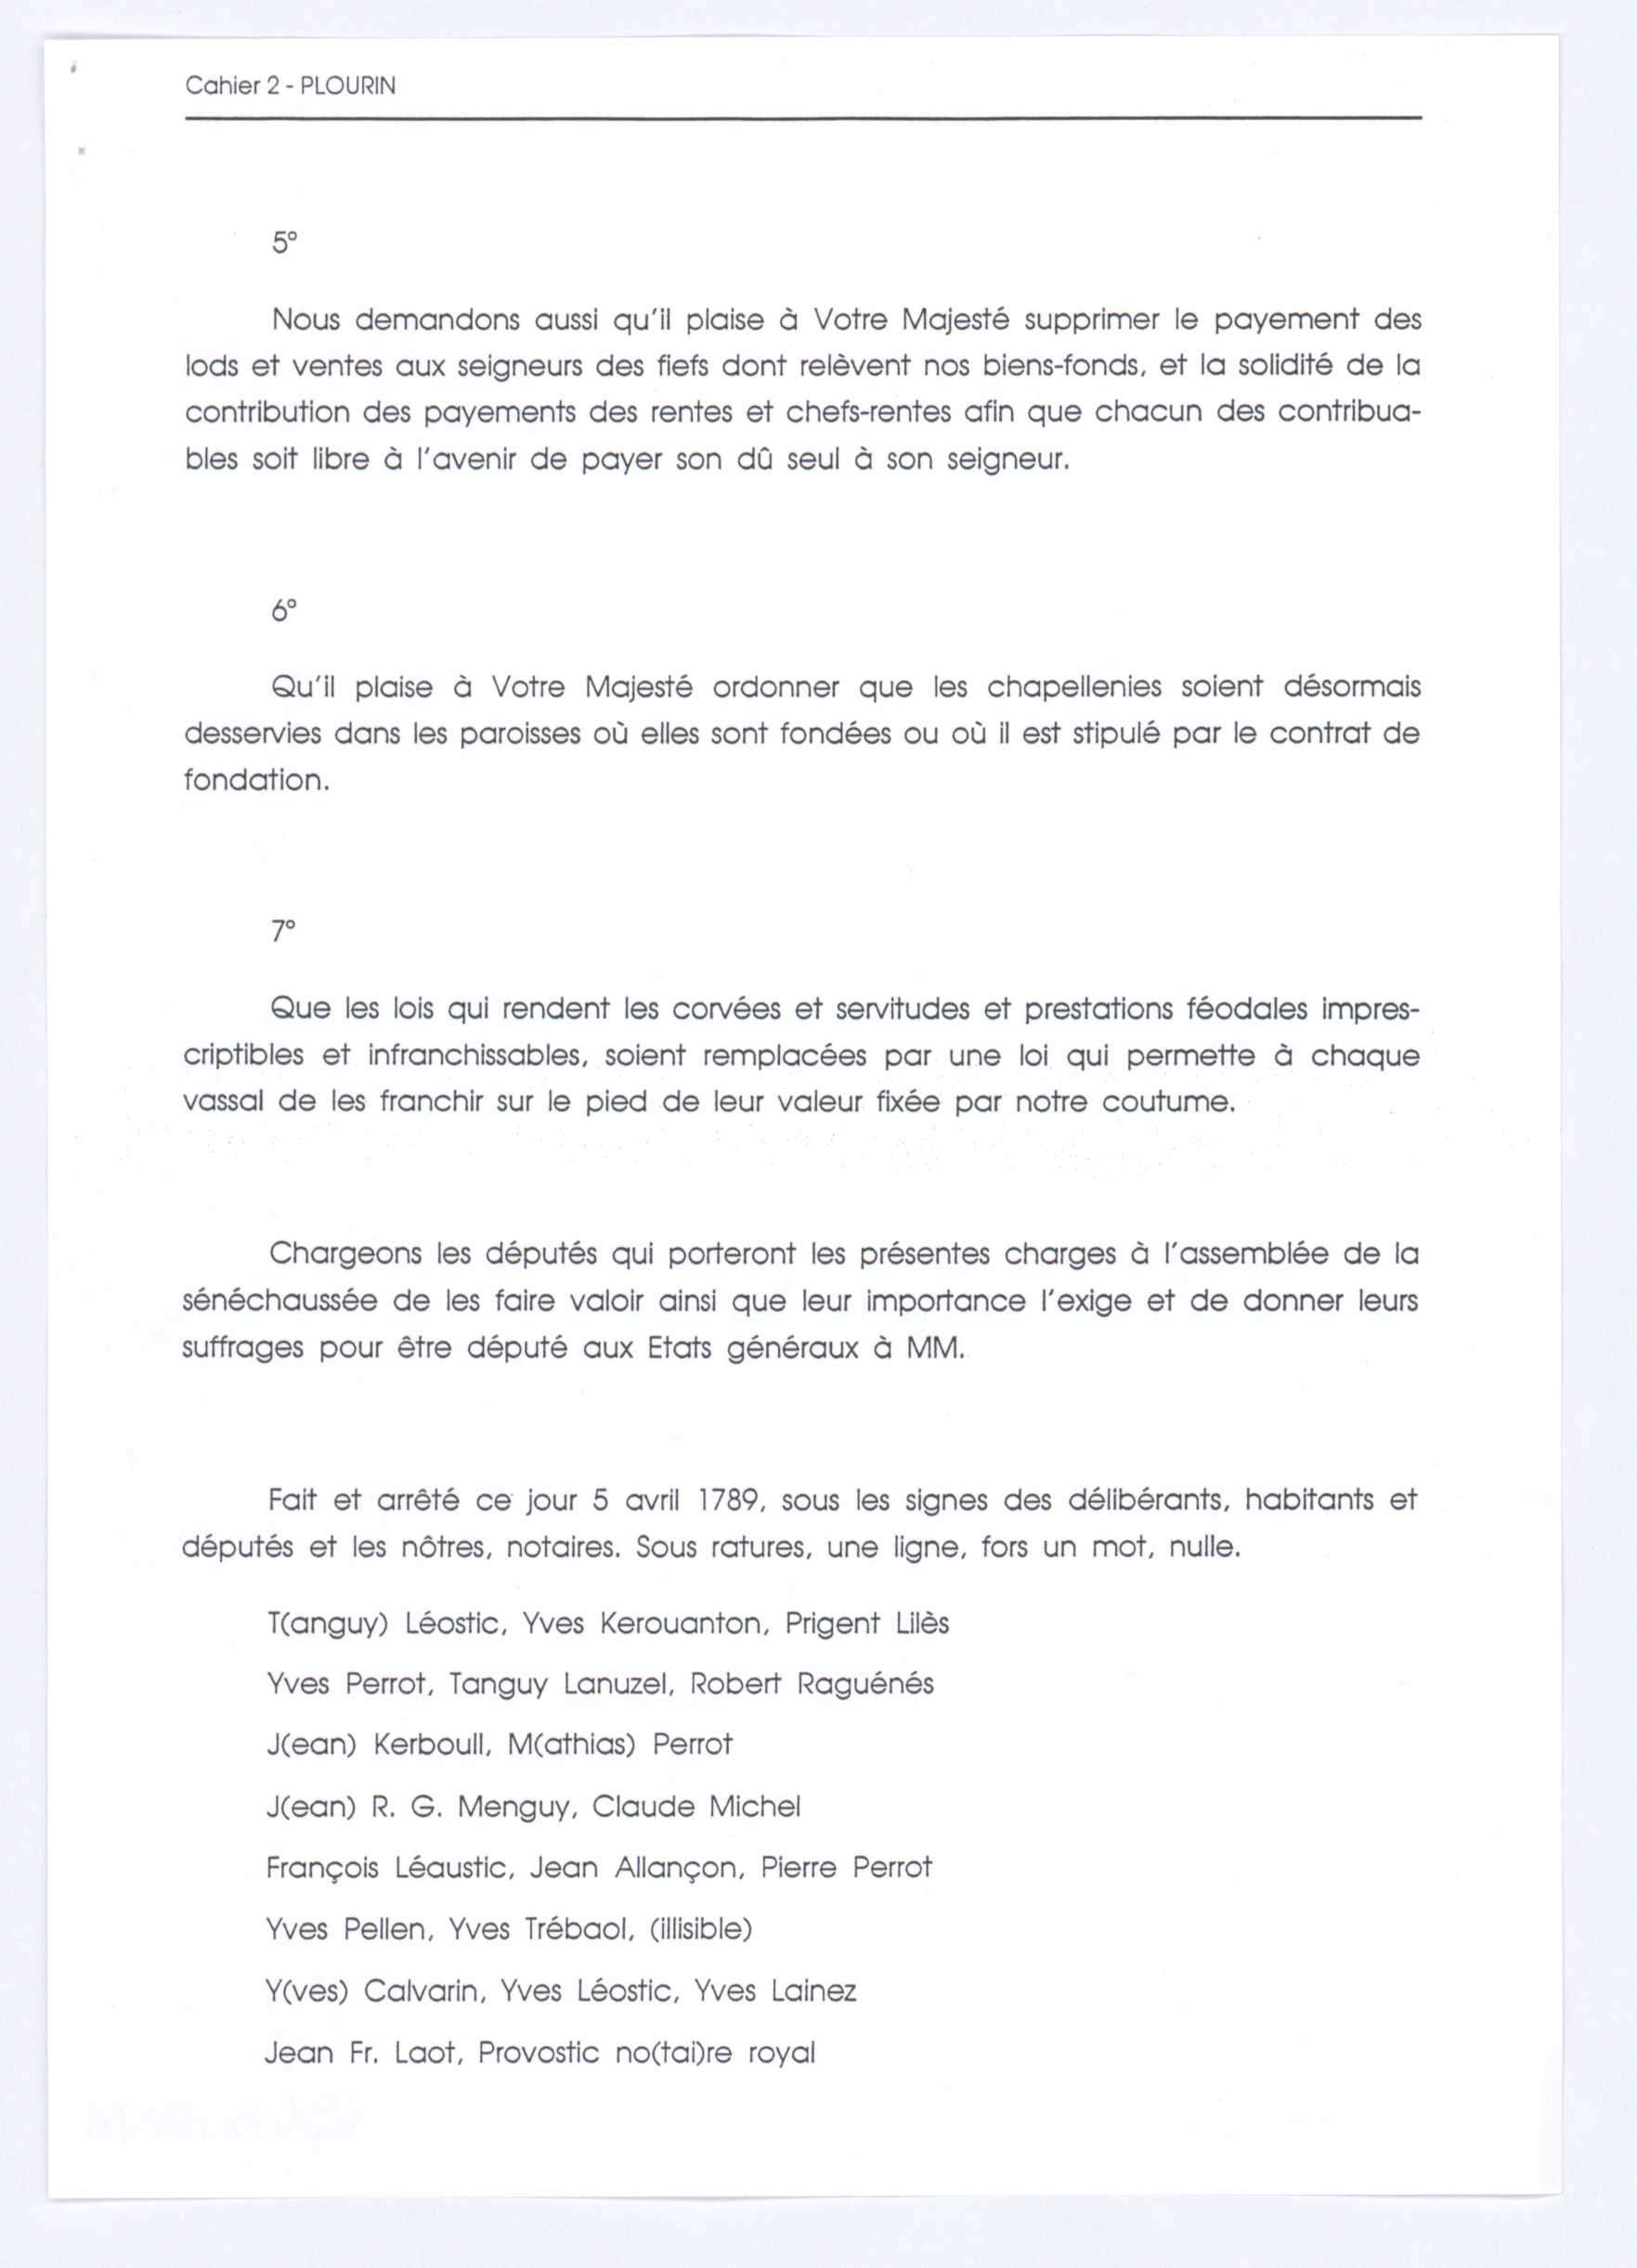 Cahier 2 - PLOURIN
5°
Nous demandons aussi qu'il plaise à Votre Majesté supprimer le payement des
lods et ventes aux seigneurs des fiefs dont relèvent nos biens-fonds, et la solidité de la
contribution des payements des rentes et chefs-rentes afin que chacun des contribua-
bles soit libre à l'avenir de payer son dû seul à son seigneur.
6°
Qu'il plaise à Votre Majesté ordonner que les chapellenies soient désormais
desservies dans les paroisses où elles sont fondées ou où il est stipulé par le contrat de
fondation.
7°
Que les lois qui rendent les corvées et servitudes et prestations féodales impres-
criptibles et infranchissables, soient remplacées par une loi qui permette à chaque
vassal de les franchir sur le pied de leur valeur fixée par notre coutume.
Chargeons les députés qui porteront les présentes charges à l'assemblée de la
sénéchaussée de les faire valoir ainsi que leur importance l'exige et de donner leurs
suffrages pour être député aux Etats généraux à MM.
Fait et arrêté ce jour 5 avril 1789, sous les signes des délibérants, habitants et
députés et les nôtres, notaires. Sous ratures, une ligne, fors un mot, nulle.
T(anguy) Léostic, Yves Kerouanton, Prigent Lilès
Yves Perrot, Tanguy Lanuzel, Robert Raguénés
J(ean) Kerboull, M(athias) Perrot
J(ean) R. G. Menguy, Claude Michel
François Léaustic, Jean Allançon, Pierre Perrot
Yves Pellen, Yves Trébaol, (illisible)
Y(ves) Calvarin, Yves Léostic, Yves Lainez
Jean Fr. Laot, Provostic no(tai)re royal